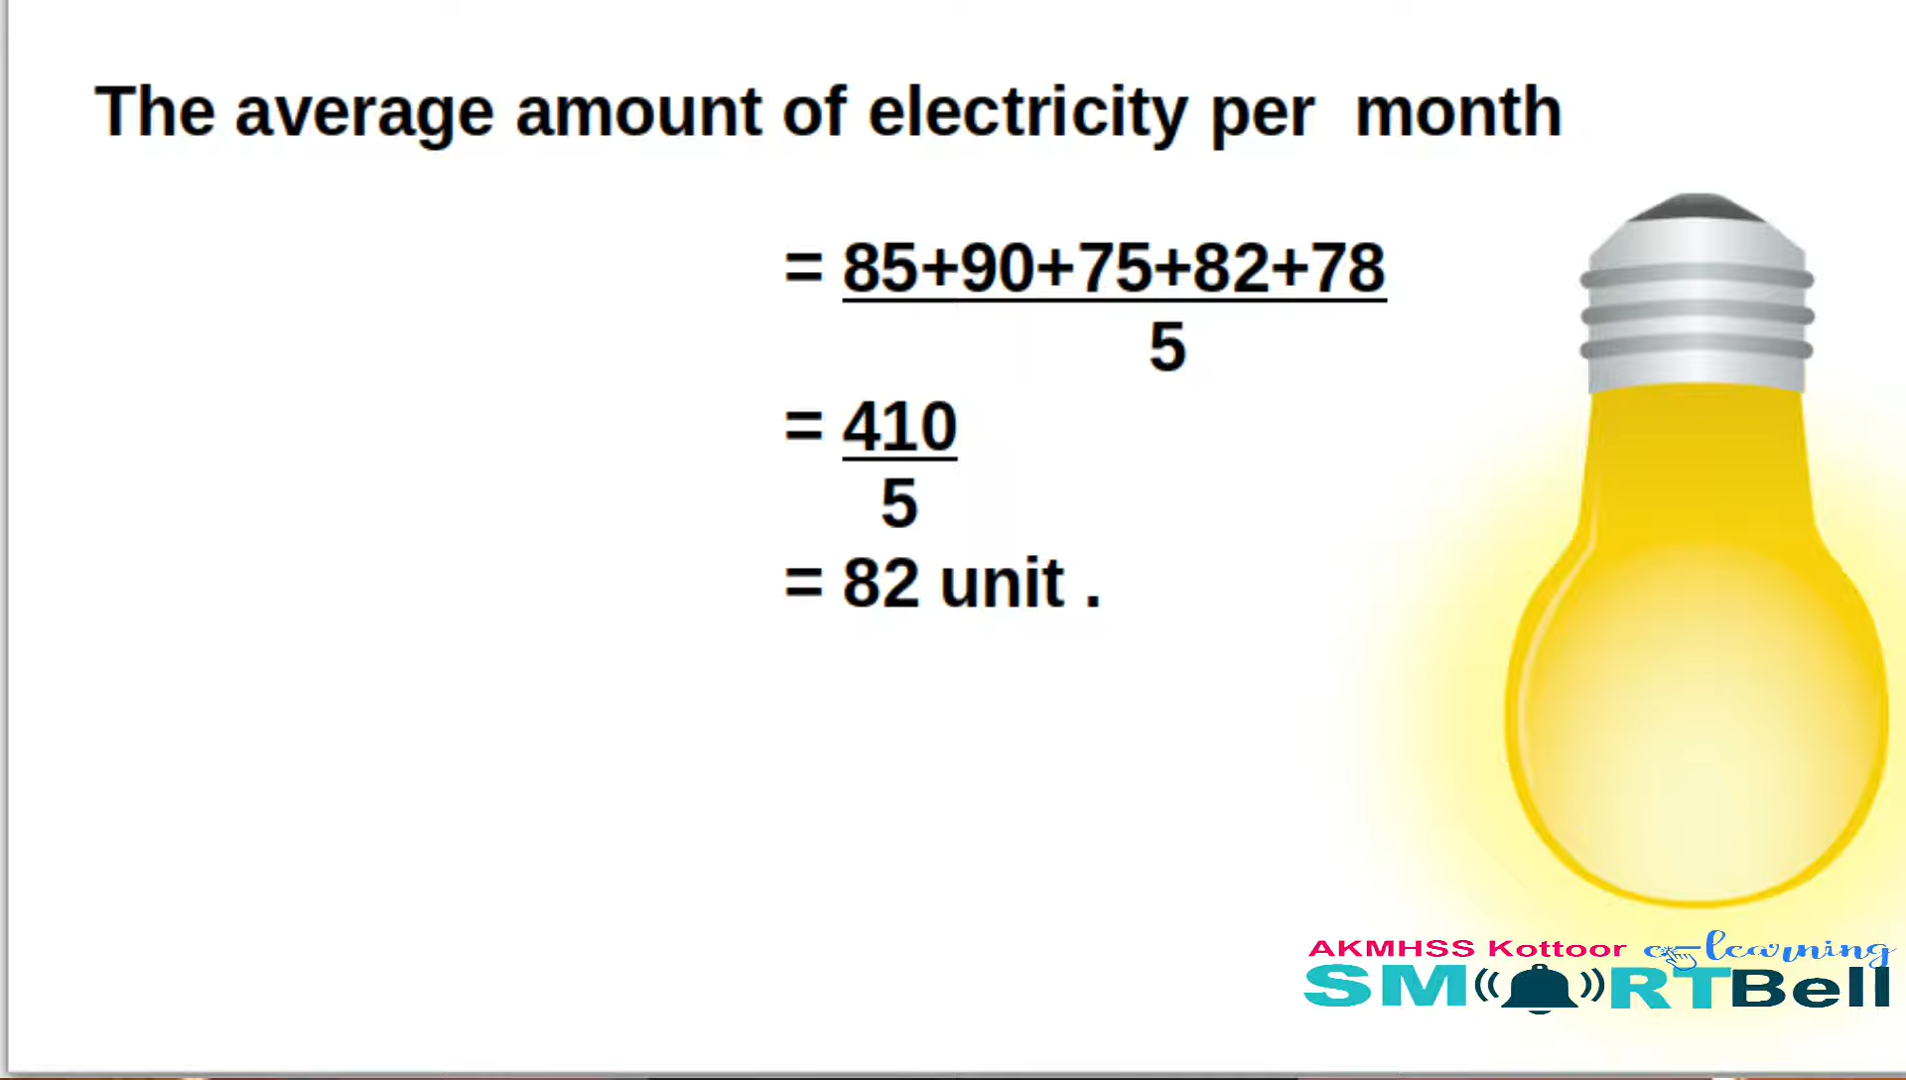 The average amount of electricity per month
= 85+90+75+82+78
5
= 410
5
= 82 unit .
AKMHSS Kottoor e-learning
SMARTBell